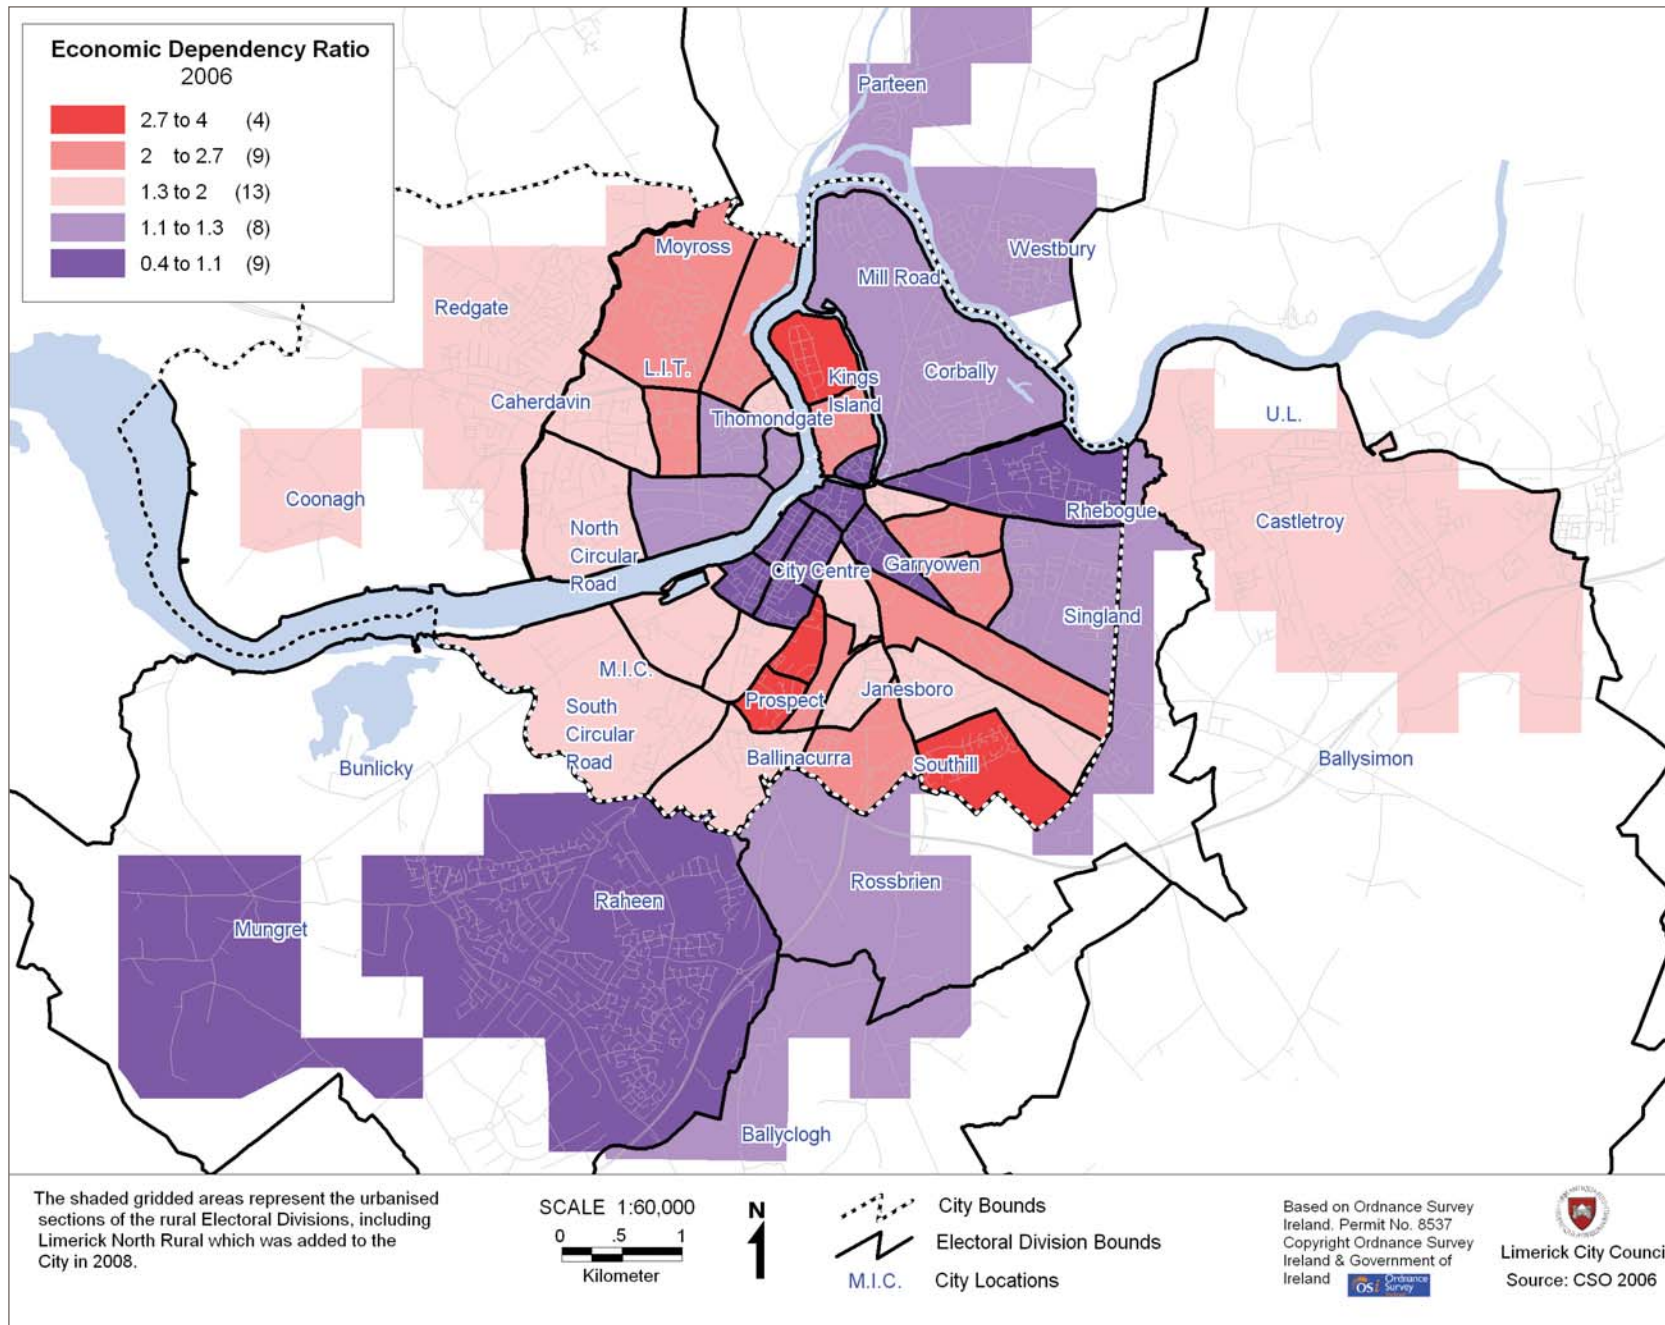 Economic Dependency Ratio
2006
2.7 to 4 (4)
2 to 2.7 (9)
1.3 to 2 (13)
1.1 to 1.3 (8)
0.4 to 1.1 (9)
Parteen
Moyross
Westbury
Mill Road
Redgate
L.I.T.
Kings
Island
Corbally
Caherdavin
Thomondgate
U.L.
Coonagh
North
Circular
Road
Rhebogue
Castletroy
City Centre
Garryowen
Singland
M.I.C.
Janesboro
Prospect
South
Circular
Road
Ballinacurra
Southill
Bunlicky
Ballysimon
Rossbrien
Raheen
Mungret
Ballyclogh
The shaded gridded areas represent the urbanised
sections of the rural Electoral Divisions, including
Limerick North Rural which was added to the
City in 2008.
SCALE 1:60,000
0 .5 1
Kilometer
N
City Bounds
Electoral Division Bounds
M.I.C. City Locations
Based on Ordnance Survey
Ireland. Permit No. 8537
Copyright Ordnance Survey
Ireland & Government of
Ireland
OSi Ordnance
Survey
Limerick City Counci
Source: CSO 2006